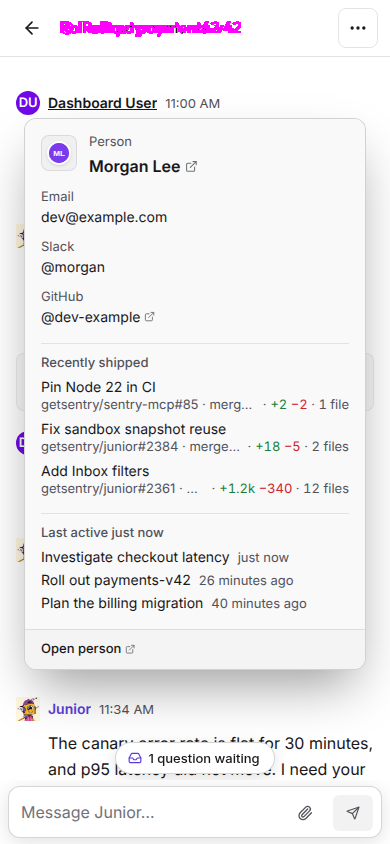 DU Dashboard User 11:00 AM
Person
ML
Morgan Lee
Email
dev@example.com
Slack
@morgan
GitHub
@dev-example
Recently shipped
Pin Node 22 in CI
getsentry/sentry-mcp#85 · merg... · +2 −2 · 1 file
Fix sandbox snapshot reuse
getsentry/junior#2384 · merge... · +18 −5 · 2 files
Add Inbox filters
getsentry/junior#2361 · ... · +1.2k −340 · 12 files
Last active just now
Investigate checkout latency just now
Roll out payments-v42 26 minutes ago
Plan the billing migration 40 minutes ago
Open person
Junior 11:34 AM
The canary error rate is flat for 30 minutes,
1 question waiting
and p95 latency did not move. I need your
Message Junior...